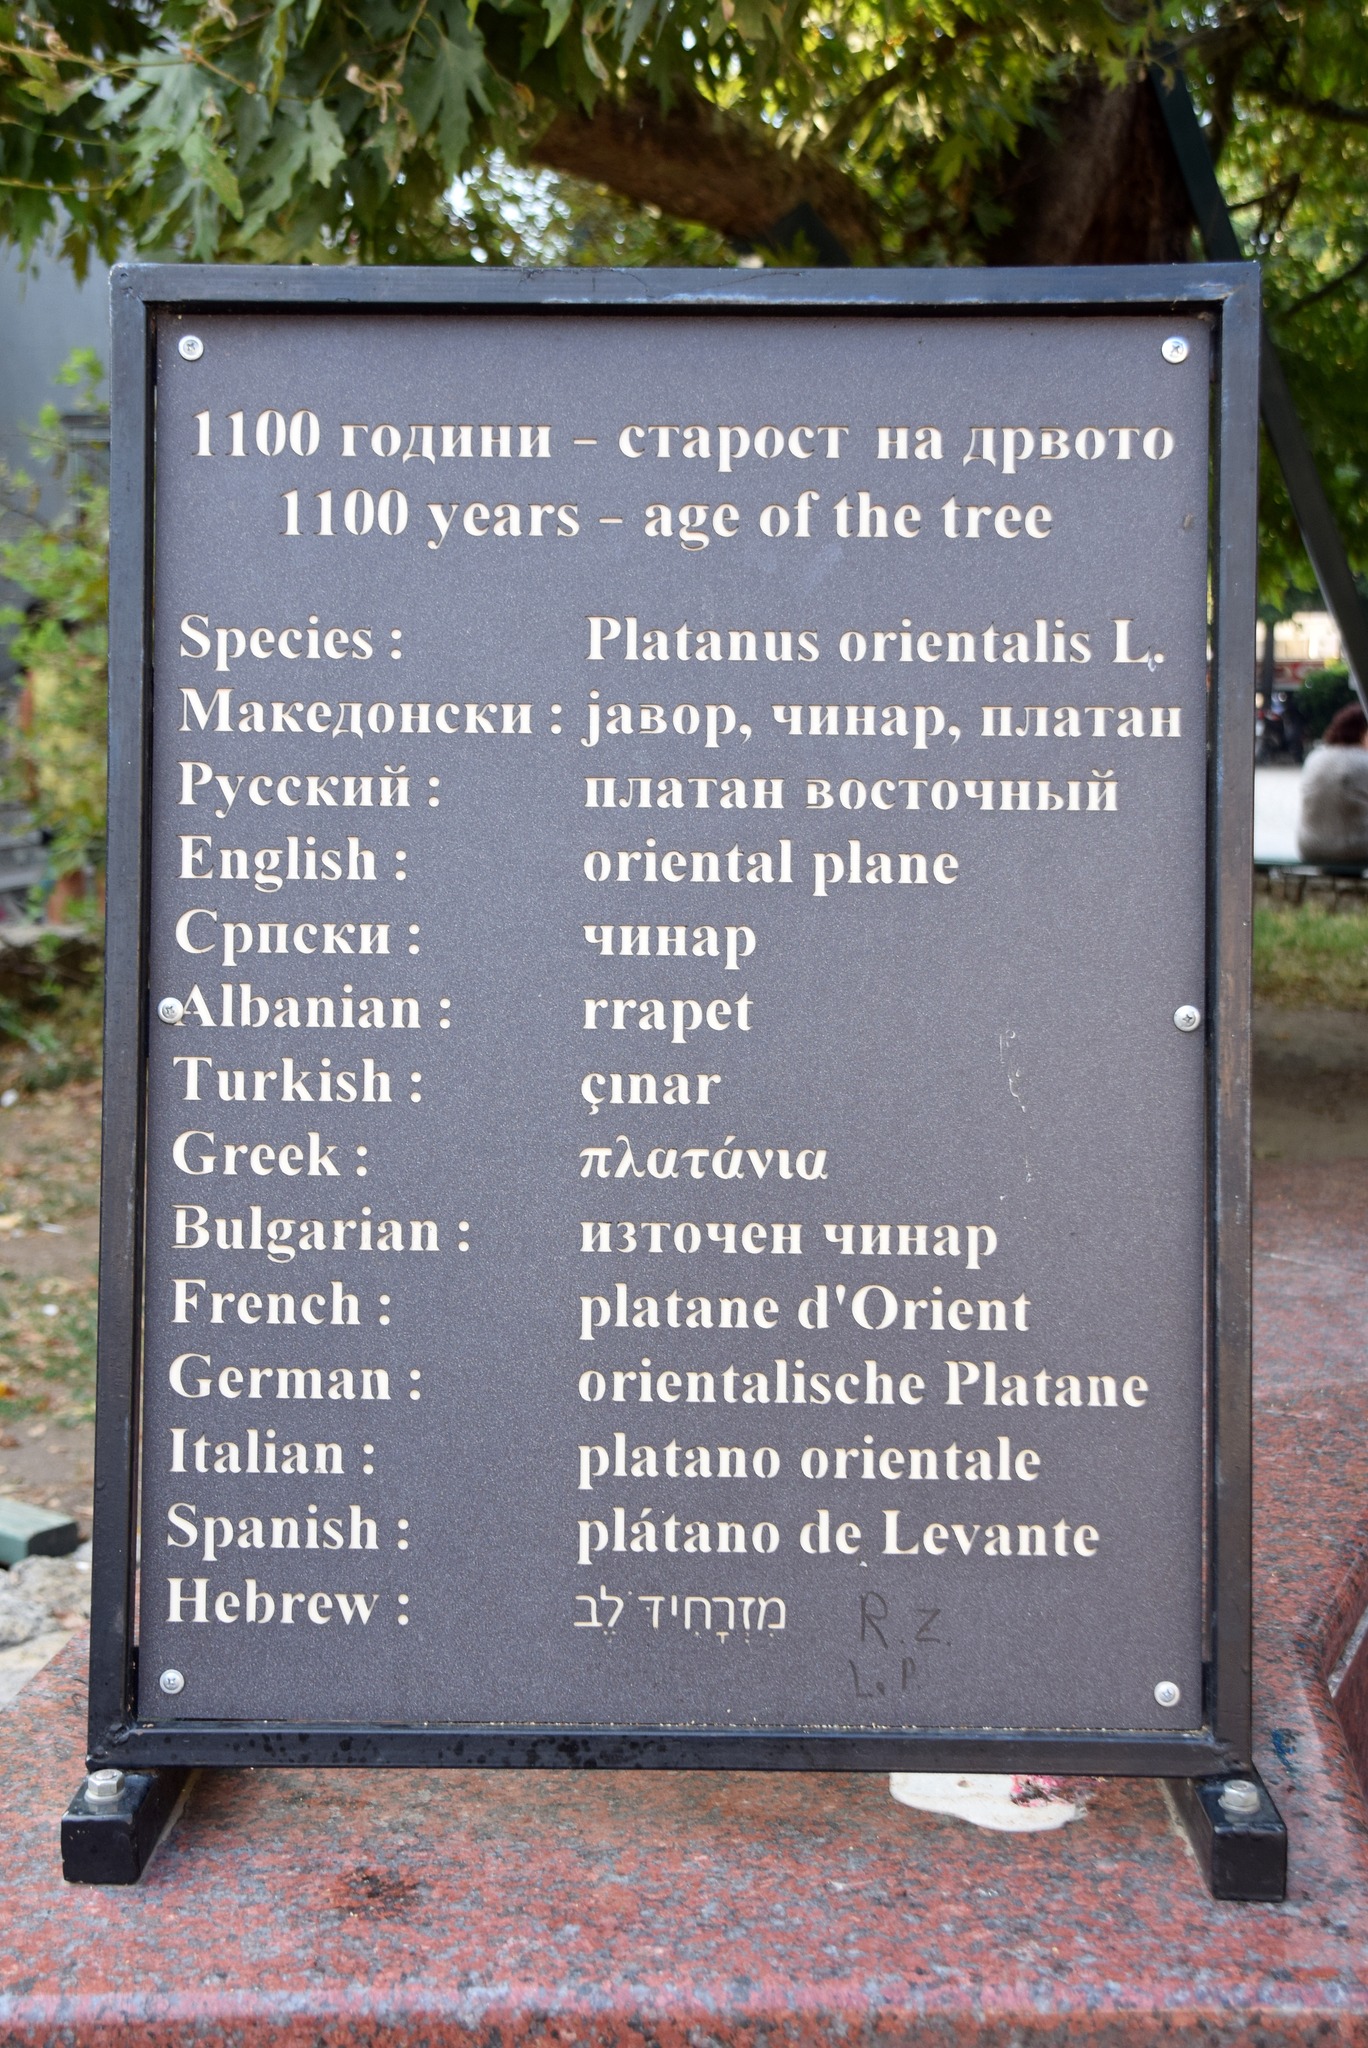 1100 години - старост на дрвото
1100 years - age of the tree
Species : Platanus orientalis L.
Македонски : јавор, чинар, платан
Русский : платан восточный
English : oriental plane
Српски : чинар
Albanian : rrapet
Turkish : çınar
Greek : πλατάνια
Bulgarian : източен чинар
French : platane d'Orient
German : orientalische Platane
Italian : platano orientale
Spanish : plátano de Levante
Hebrew : מִזְרָחִיד לֶב
R. Z.
L. P